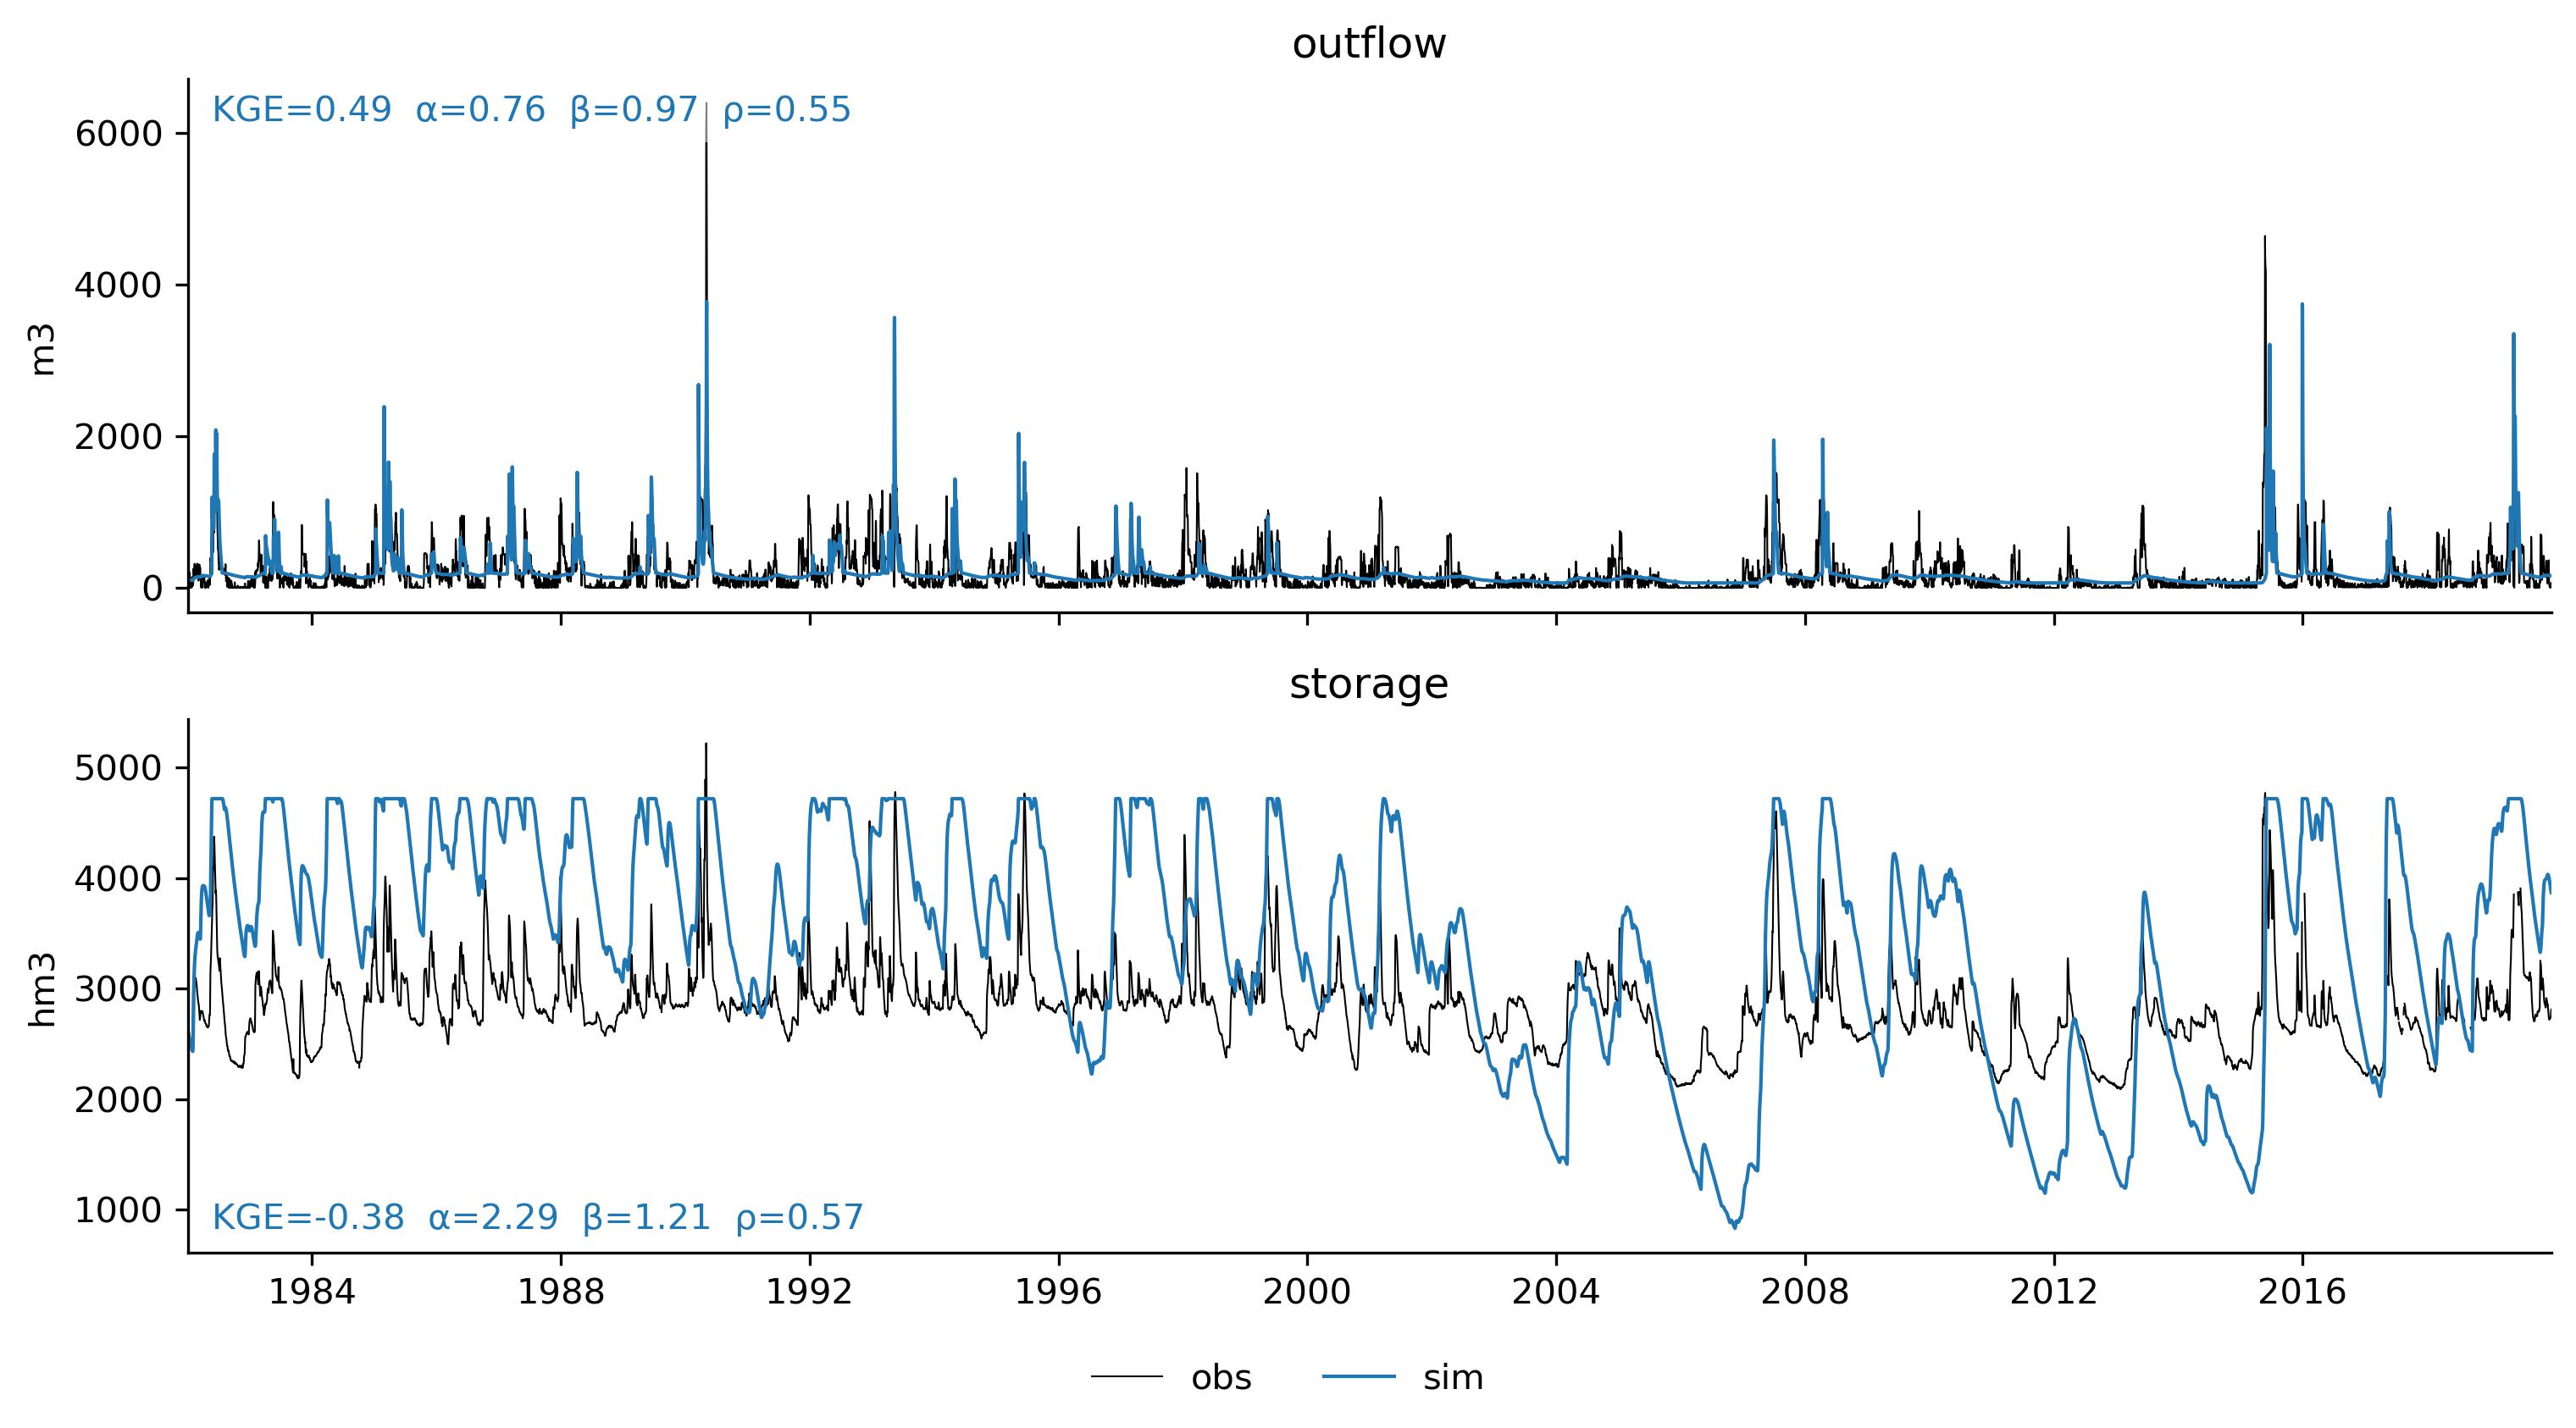 outflow
KGE=0.49 α=0.76 β=0.97 ρ=0.55
6000
4000
2000
0
m3
storage
5000
4000
3000
2000
1000
hm3
KGE=-0.38 α=2.29 β=1.21 ρ=0.57
1984 1988 1992 1996 2000 2004 2008 2012 2016
obs sim